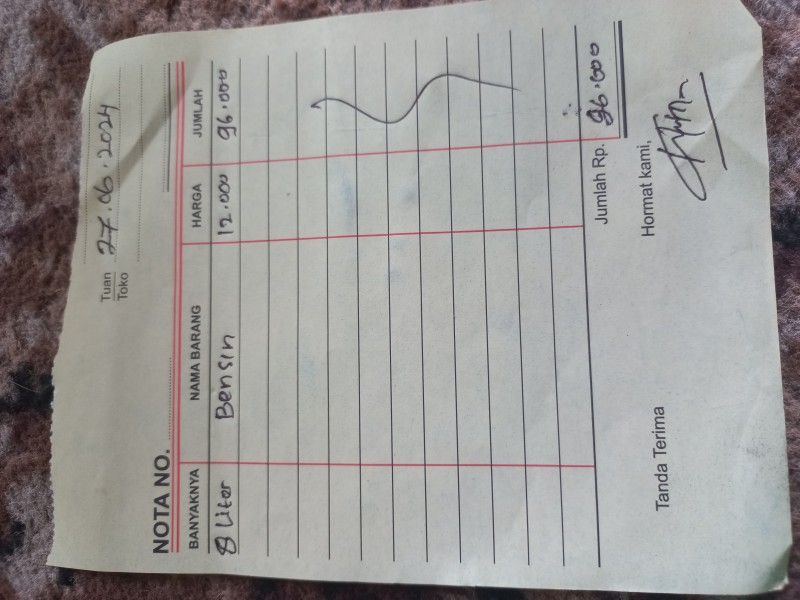 27.06.2024
Tuan
Toko
NOTA NO.
BANYAKNYA NAMA BARANG HARGA JUMLAH
8 Liter Bensin 12.000 96.000
Jumlah Rp. 96.000
Tanda Terima Hormat kami,